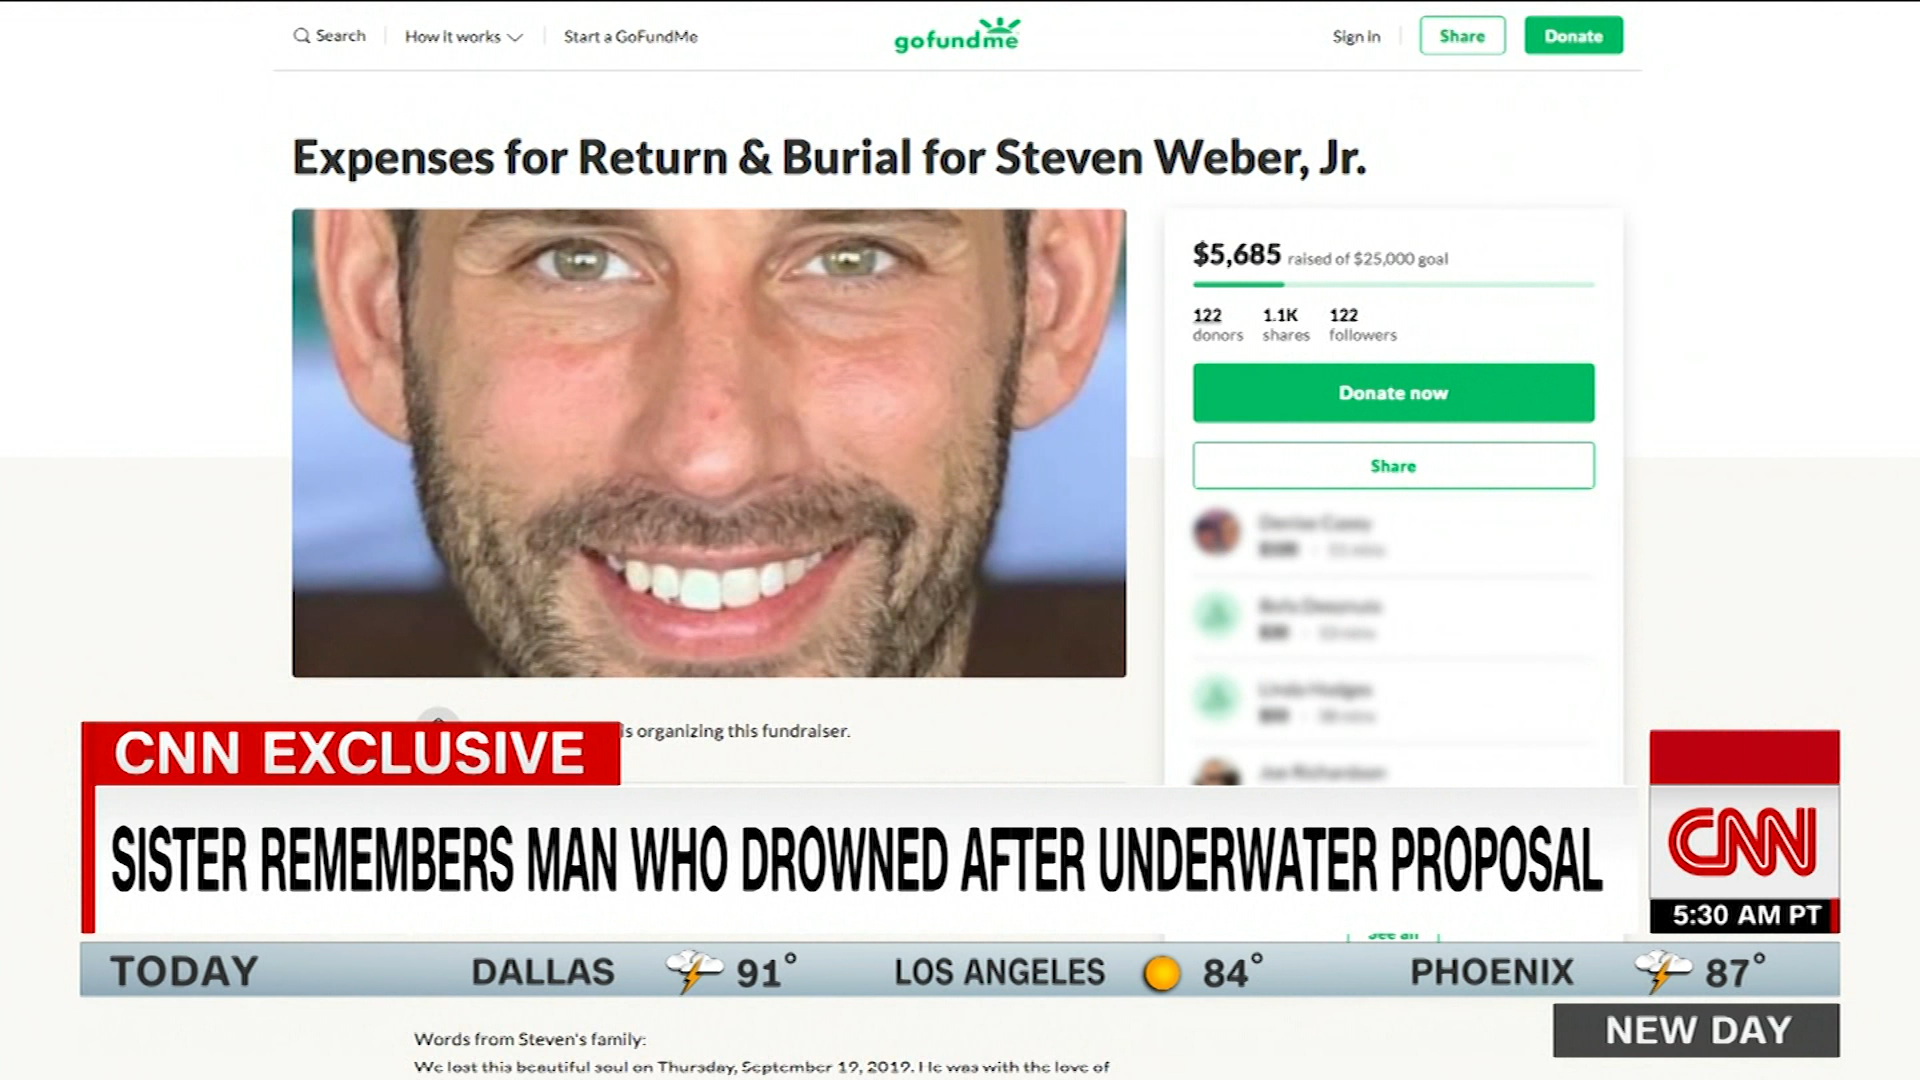 Search
How it works
Start a GoFundMe
gofundme
Sign in
Share
Donate
Expenses for Return & Burial for Steven Weber, Jr.
$5,685 raised of $25,000 goal
122 1.1K 122
donors shares followers
Donate now
Share
is organizing this fundraiser.
CNN EXCLUSIVE
SISTER REMEMBERS MAN WHO DROWNED AFTER UNDERWATER PROPOSAL
CNN
5:30 AM PT
See all
TODAY DALLAS 91° LOS ANGELES 84° PHOENIX 87°
NEW DAY
Words from Steven's family:
We lost this beautiful soul on Thursday, September 19, 2019. He was with the love of